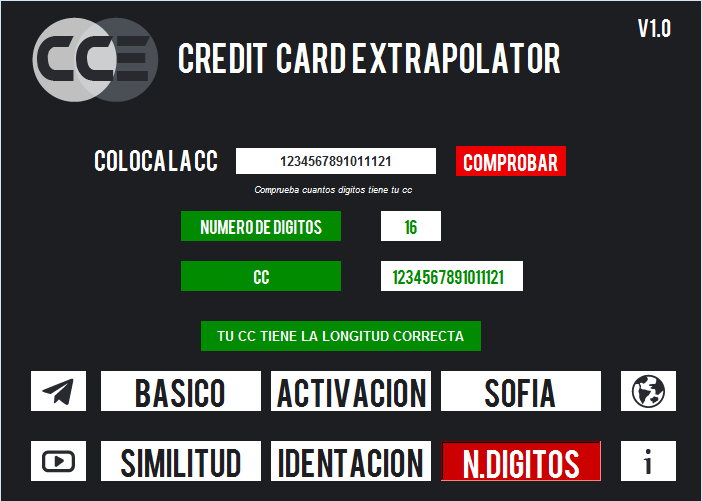 V1.0
CCE
CREDIT CARD EXTRAPOLATOR
COLOCA LA CC
1234567891011121
COMPROBAR
Comprueba cuantos digitos tiene tu cc
NUMERO DE DIGITOS
16
CC
1234567891011121
TU CC TIENE LA LONGITUD CORRECTA
BASICO
ACTIVACION
SOFIA
SIMILITUD
IDENTACION
N.DIGITOS
i